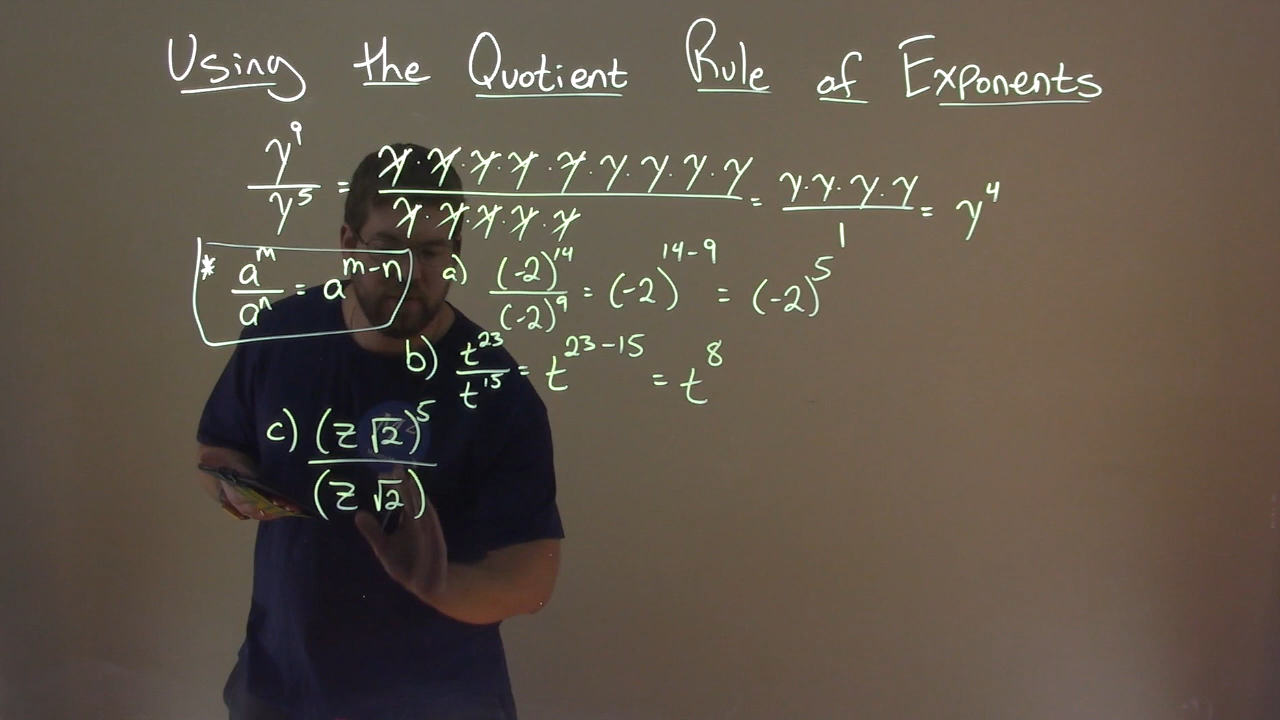 Using the Quotient Rule of Exponents
y^9/y^5 = y·y·y·y·y·y·y·y·y/y·y·y·y·y = y·y·y·y/1 = y^4
* a^m/a^n = a^(m-n)
a) (-2)^14/(-2)^9 = (-2)^(14-9) = (-2)^5
b) t^23/t^15 = t^(23-15) = t^8
c) (z√2)^5/(z√2)